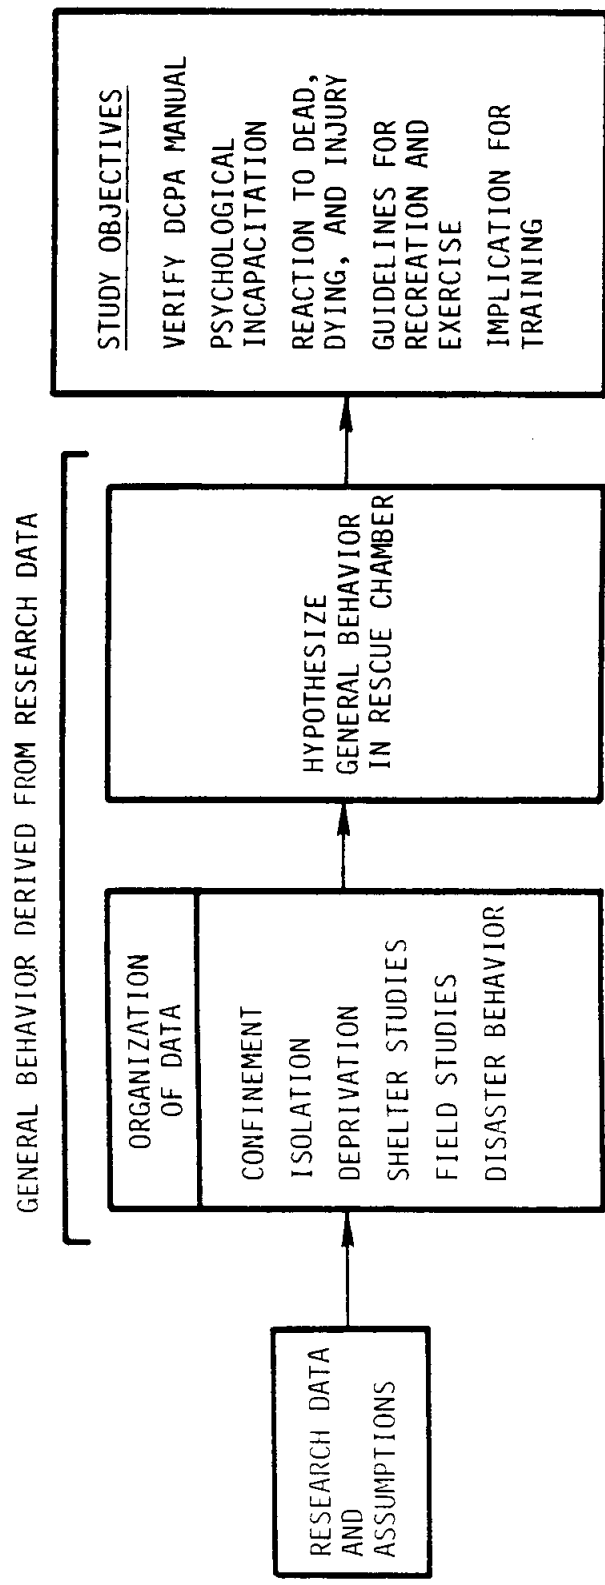 GENERAL BEHAVIOR DERIVED FROM RESEARCH DATA
RESEARCH DATA
AND
ASSUMPTIONS
ORGANIZATION
OF DATA
CONFINEMENT
ISOLATION
DEPRIVATION
SHELTER STUDIES
FIELD STUDIES
DISASTER BEHAVIOR
HYPOTHESIZE
GENERAL BEHAVIOR
IN RESCUE CHAMBER
STUDY OBJECTIVES
VERIFY DCPA MANUAL
PSYCHOLOGICAL
INCAPACITATION
REACTION TO DEAD,
DYING, AND INJURY
GUIDELINES FOR
RECREATION AND
EXERCISE
IMPLICATION FOR
TRAINING